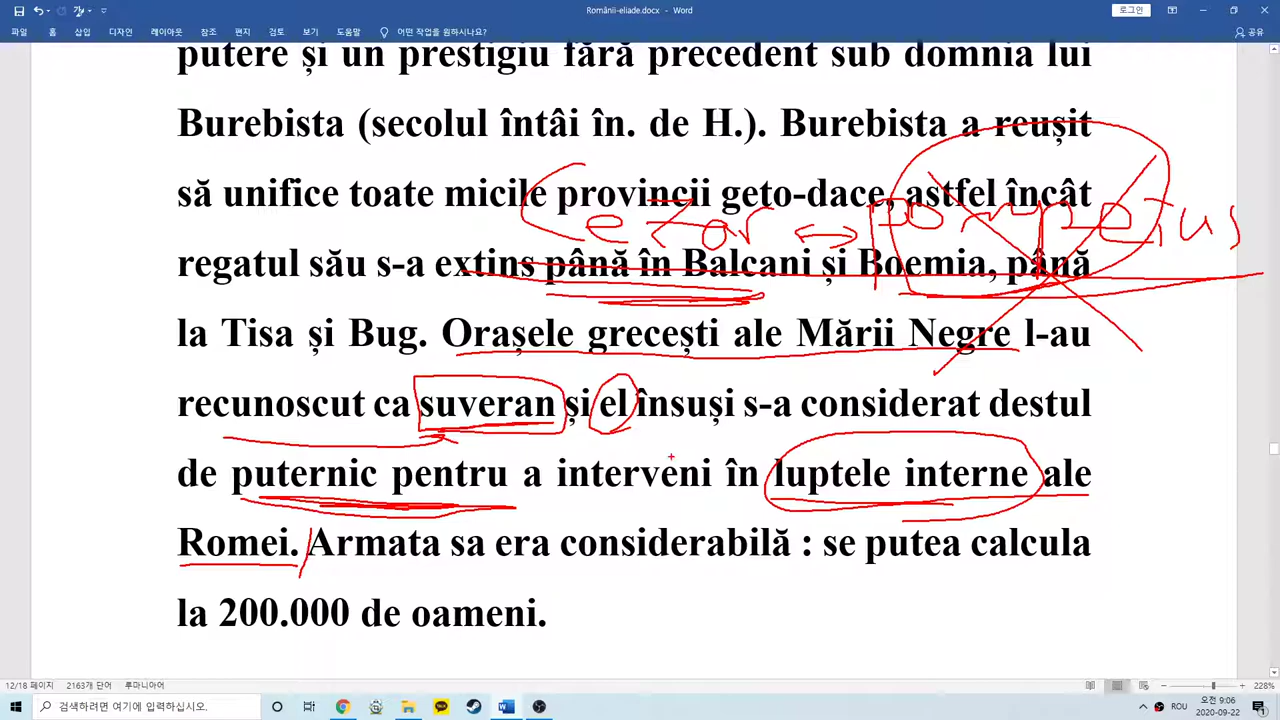 Românii-eliade.docx - Word
로그인
파일 홈 삽입 디자인 레이아웃 참조 편지 검토 보기 도움말 어떤 작업을 원하시나요? 공유
putere și un prestigiu fără precedent sub domnia lui
Burebista (secolul întâi în. de H.). Burebista a reușit
să unifice toate micile provincii geto-dace, astfel încât
Cezar ↔ Pompeius
regatul său s-a extins până în Balcani și Boemia, până
la Tisa și Bug. Orașele grecești ale Mării Negre l-au
recunoscut ca suveran și el însuși s-a considerat destul
de puternic pentru a interveni în luptele interne ale
Romei. Armata sa era considerabilă : se putea calcula
la 200.000 de oameni.
12/18 페이지 2163개 단어 루마니아어 228%
검색하려면 여기에 입력하십시오. ROU 오전 9:06
2020-09-22